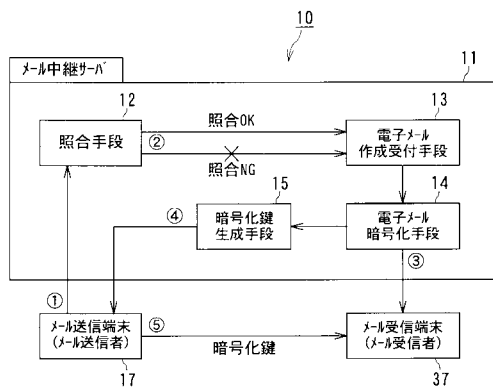 10
メール中継サーバ
11
12
照合手段
照合OK
②
照合NG
13
電子メール
作成受付手段
15
暗号化鍵
生成手段
④
14
電子メール
暗号化手段
③
①
メール送信端末
(メール送信者)
17
⑤
暗号化鍵
メール受信端末
(メール受信者)
37